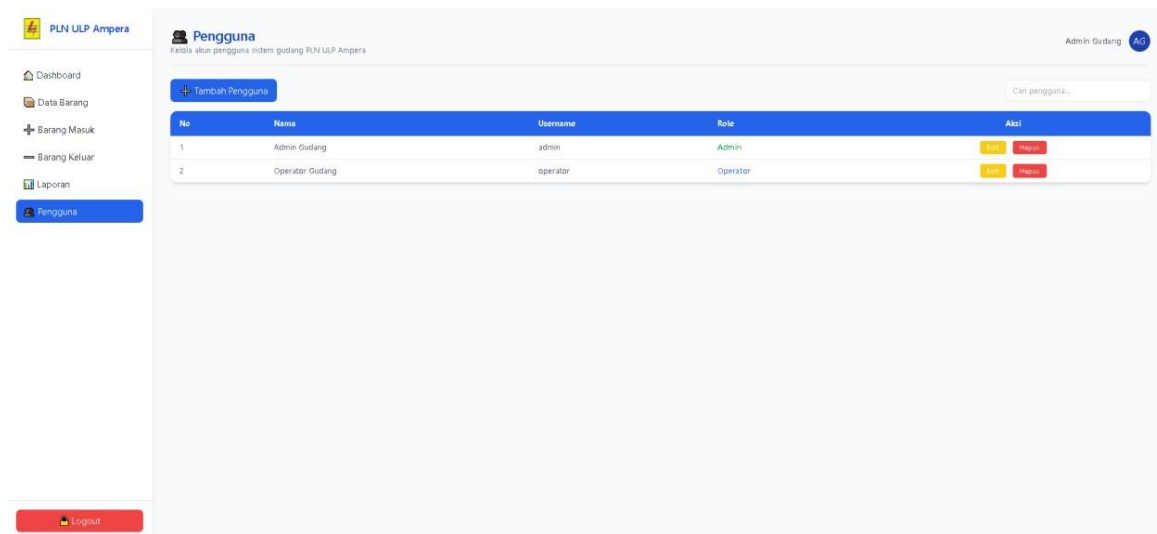 PLN ULP Ampera
Dashboard
Data Barang
Barang Masuk
Barang Keluar
Laporan
Pengguna
Logout
Pengguna
Kelola akun pengguna sistem gudang PLN ULP Ampera
Admin Gudang AG
Tambah Pengguna
Cari pengguna...
No Nama Username Role Aksi
1 Admin Gudang admin Admin Edit Hapus
2 Operator Gudang operator Operator Edit Hapus